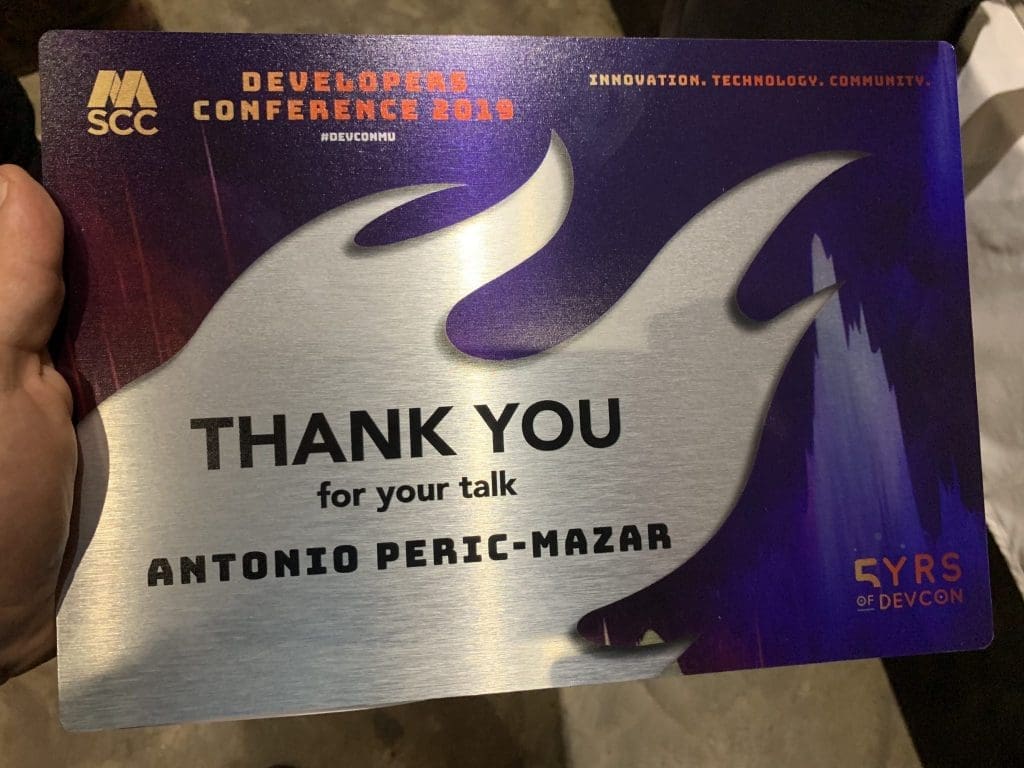 MSCC
DEVELOPERS
CONFERENCE 2019
#DEVCONMU
INNOVATION. TECHNOLOGY. COMMUNITY.
THANK YOU
for your talk
ANTONIO PERIC-MAZAR
5YRS
OF DEVCON